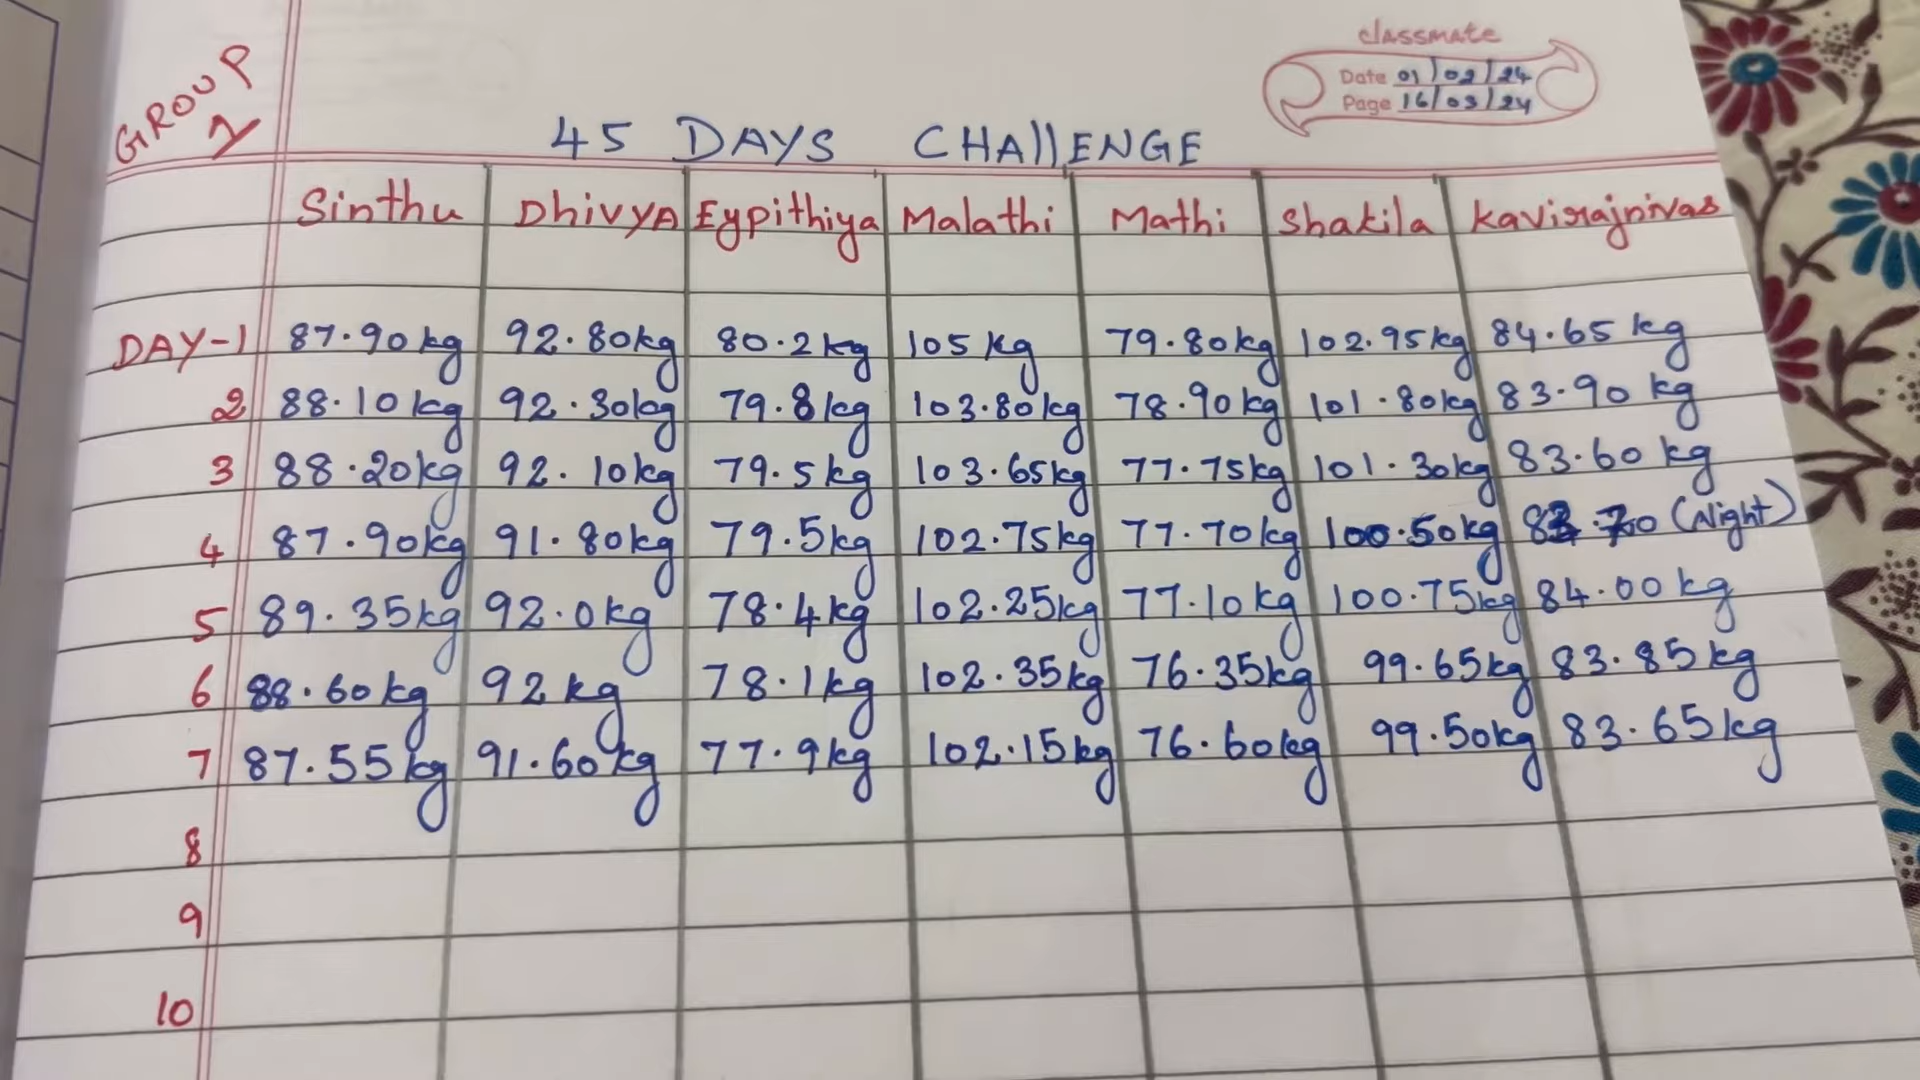 classmate
Date 01/02/24
Page 16/03/24
GROUP
1
45 DAYS CHAllENGE
Sinthu DhivyA Eypithiya Malathi Mathi Shakila Kavirajnivas
DAY-1 87.90kg 92.80kg 80.2kg 105kg 79.80kg 102.95kg 84.65kg
2 88.10kg 92.30kg 79.8kg 103.80kg 78.90kg 101.80kg 83.90kg
3 88.20kg 92.10kg 79.5kg 103.65kg 77.75kg 101.30kg 83.60kg
4 87.90kg 91.80kg 79.5kg 102.75kg 77.70kg 100.50kg (Night)
5 89.35kg 92.0kg 78.4kg 102.25kg 77.10kg 100.75kg 84.00kg
6 88.60kg 92kg 78.1kg 102.35kg 76.35kg 99.65kg 83.85kg
7 87.55kg 91.60kg 77.9kg 102.15kg 76.60kg 99.50kg 83.65kg
8
9
10